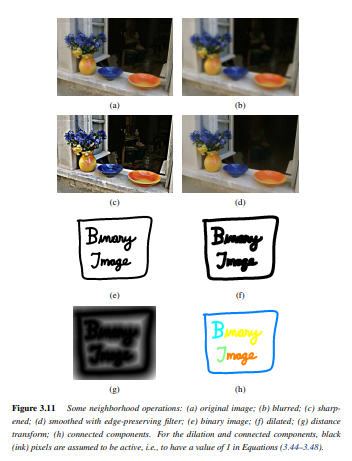 (a) (b)
(c) (d)
Binary Binary
Image Image
(e) (f)
Binary Binary
Image Image
(g) (h)
Figure 3.11 Some neighborhood operations: (a) original image; (b) blurred; (c) sharp-
ened; (d) smoothed with edge-preserving filter; (e) binary image; (f) dilated; (g) distance
transform; (h) connected components. For the dilation and connected components, black
(ink) pixels are assumed to be active, i.e., to have a value of 1 in Equations (3.44–3.48).